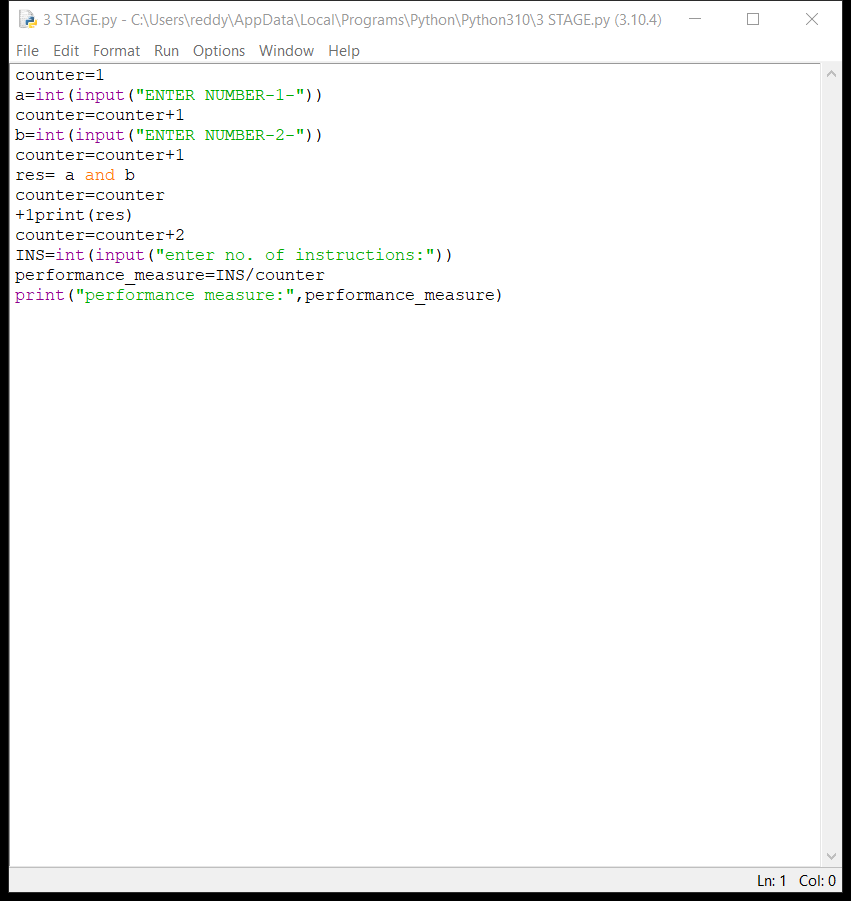 3 STAGE.py - C:\Users\reddy\AppData\Local\Programs\Python\Python310\3 STAGE.py (3.10.4)
File Edit Format Run Options Window Help
counter=1
a=int(input("ENTER NUMBER-1-"))
counter=counter+1
b=int(input("ENTER NUMBER-2-"))
counter=counter+1
res= a and b
counter=counter
+1print(res)
counter=counter+2
INS=int(input("enter no. of instructions:"))
performance_measure=INS/counter
print("performance measure:",performance_measure)
Ln: 1 Col: 0